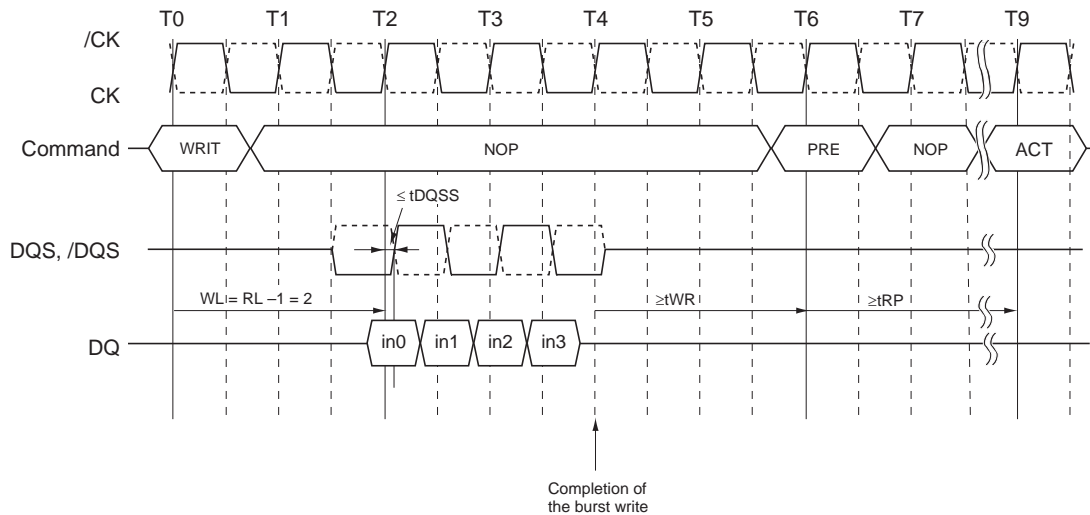 T0 T1 T2 T3 T4 T5 T6 T7 T9
/CK
CK
Command WRIT NOP PRE NOP ACT
≤ tDQSS
DQS, /DQS
WL = RL –1 = 2 ≥tWR ≥tRP
DQ in0 in1 in2 in3
Completion of
the burst write